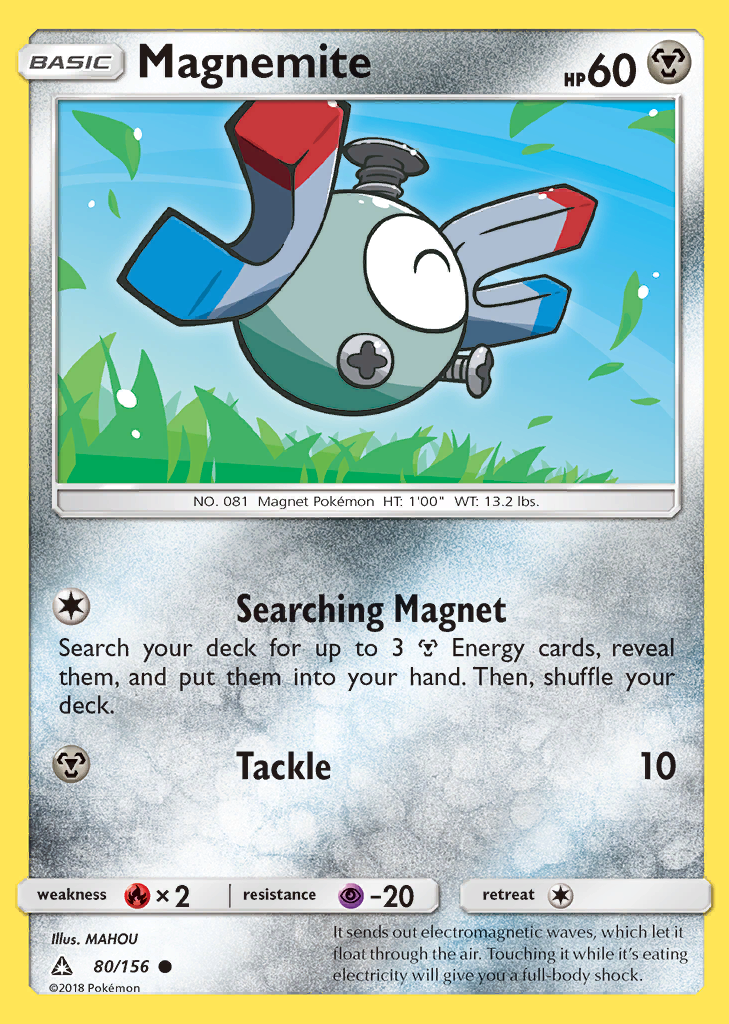 BASIC
Magnemite
HP60
NO. 081 Magnet Pokémon HT: 1'00" WT: 13.2 lbs.
Searching Magnet
Search your deck for up to 3 Energy cards, reveal
them, and put them into your hand. Then, shuffle your
deck.
Tackle 10
weakness × 2 resistance -20 retreat
Illus. MAHOU
80/156
©2018 Pokémon
It sends out electromagnetic waves, which let it
float through the air. Touching it while it's eating
electricity will give you a full-body shock.